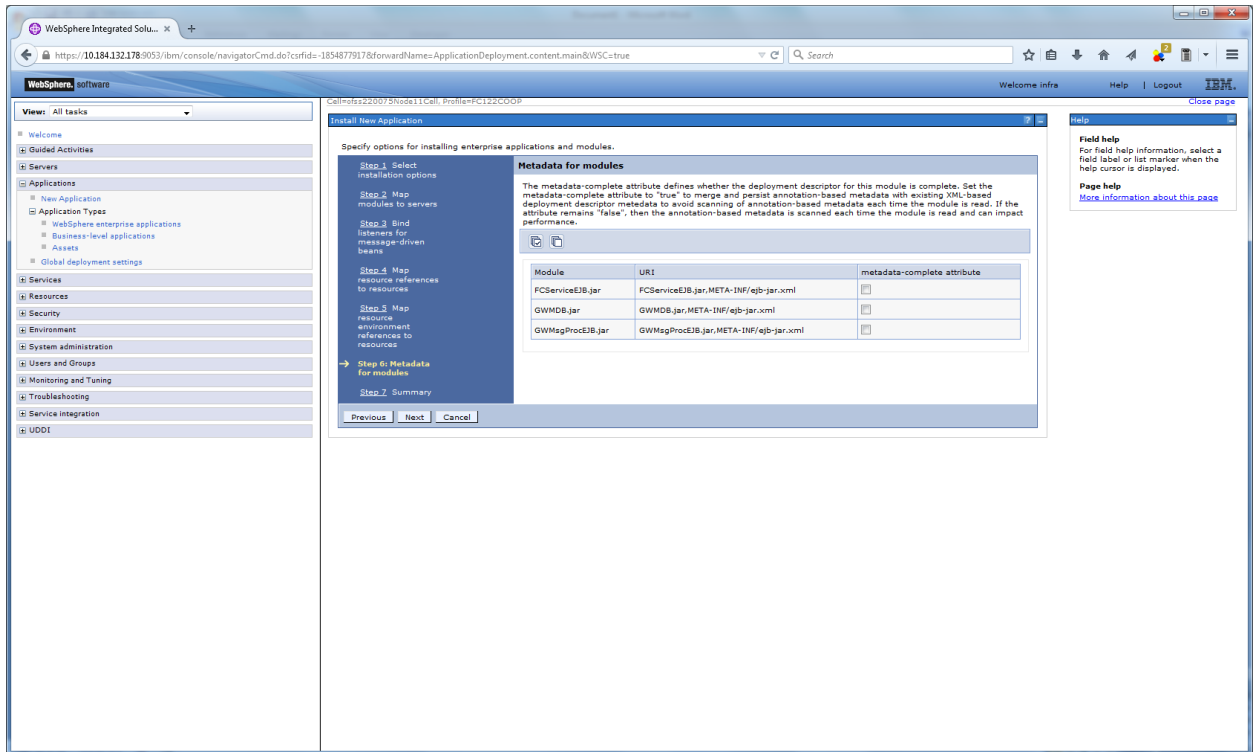 WebSphere Integrated Solu... × +
https://10.184.132.178:9053/ibm/console/navigatorCmd.do?csrfid=-1854877917&forwardName=ApplicationDeployment.content.main&WSC=true
Search
2
WebSphere. software
Welcome infra Help | Logout IBM.
View: All tasks
Welcome
Guided Activities
Servers
Applications
New Application
Application Types
WebSphere enterprise applications
Business-level applications
Assets
Global deployment settings
Services
Resources
Security
Environment
System administration
Users and Groups
Monitoring and Tuning
Troubleshooting
Service integration
UDDI
Cell=ofss220075Node11Cell, Profile=FC122COOP
Close page
Install New Application ? –
Specify options for installing enterprise applications and modules.
Step 1 Select
installation options
Step 2 Map
modules to servers
Step 3 Bind
listeners for
message-driven
beans
Step 4 Map
resource references
to resources
Step 5 Map
resource
environment
references to
resources
Step 6: Metadata
for modules
Step 7 Summary
Metadata for modules
The metadata-complete attribute defines whether the deployment descriptor for this module is complete. Set the
metadata-complete attribute to "true" to merge and persist annotation-based metadata with existing XML-based
deployment descriptor metedata to avoid scanning of annotation-based metadata each time the module is read. If the
attribute remains "false", then the annotation-based metadata is scanned each time the module is read and can impact
performance.
Module URI metadata-complete attribute
FCServiceEJB.jar FCServiceEJB.jar,META-INF/ejb-jar.xml
GWMDB.jar GWMDB.jar,META-INF/ejb-jar.xml
GWMsgProcEJB.jar GWMsgProcEJB.jar,META-INF/ejb-jar.xml
Previous Next Cancel
Help
Field help
For field help information, select a
field label or list marker when the
help cursor is displayed.
Page help
More information about this page